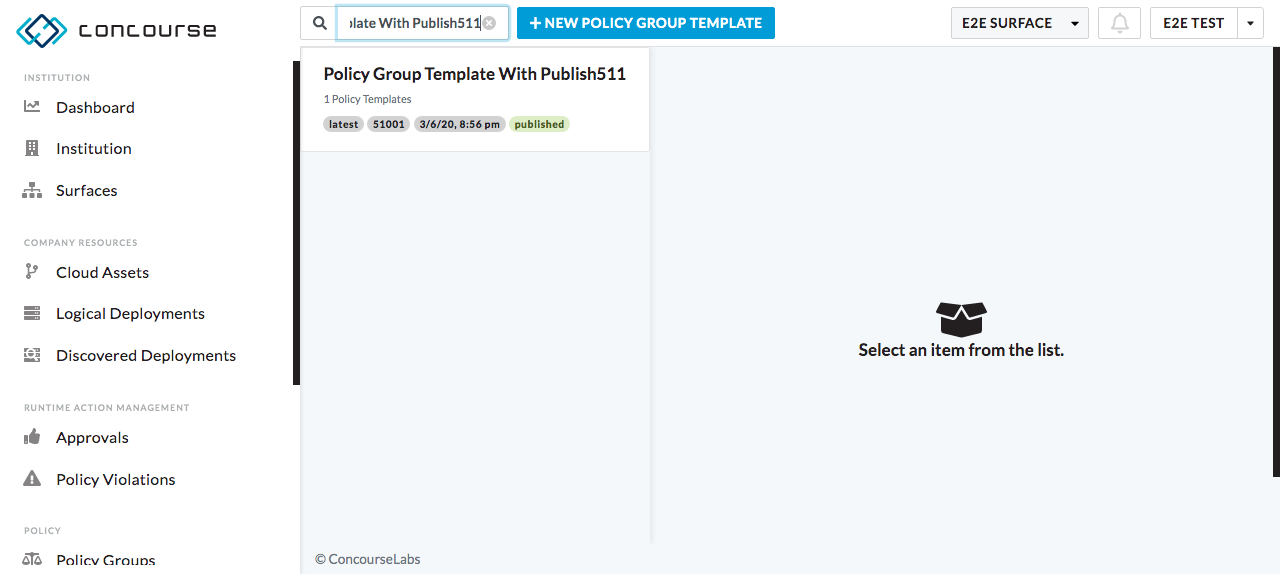 concourse
plate With Publish511
+ NEW POLICY GROUP TEMPLATE
E2E SURFACE
E2E TEST
INSTITUTION
Dashboard
Institution
Surfaces
COMPANY RESOURCES
Cloud Assets
Logical Deployments
Discovered Deployments
RUNTIME ACTION MANAGEMENT
Approvals
Policy Violations
POLICY
Policy Groups
Policy Group Template With Publish511
1 Policy Templates
latest 51001 3/6/20, 8:56 pm published
Select an item from the list.
© ConcourseLabs